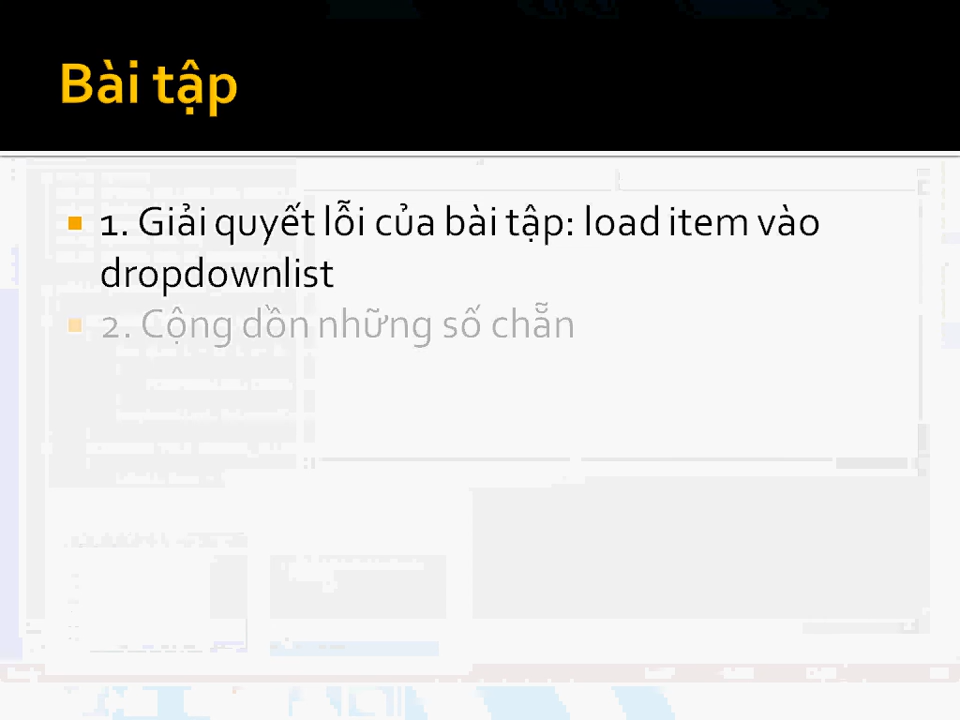 Bài tập
1. Giải quyết lỗi của bài tập: load item vào
dropdownlist
2. Cộng dồn những số chẵn